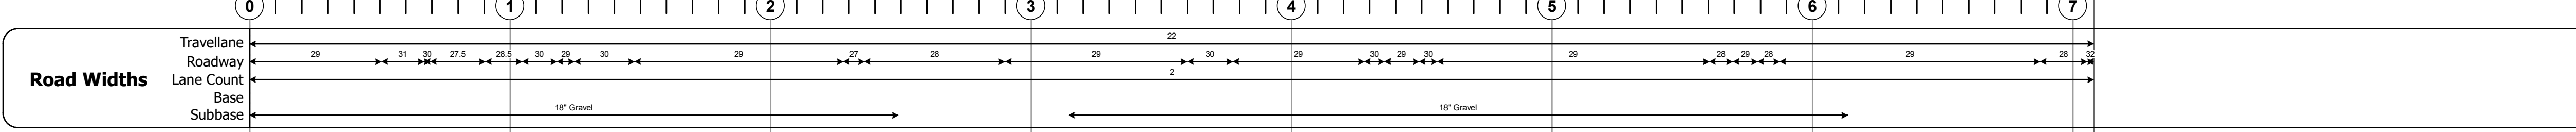 0 1 2 3 4 5 6 7
Travellane 22
Roadway 29 31 30 27.5 28.5 30 29 30 29 27 28 29 30 29 30 29 30 29 28 29 28 29 28 32
Road Widths
Lane Count 2
Base
Subbase 18" Gravel 18" Gravel